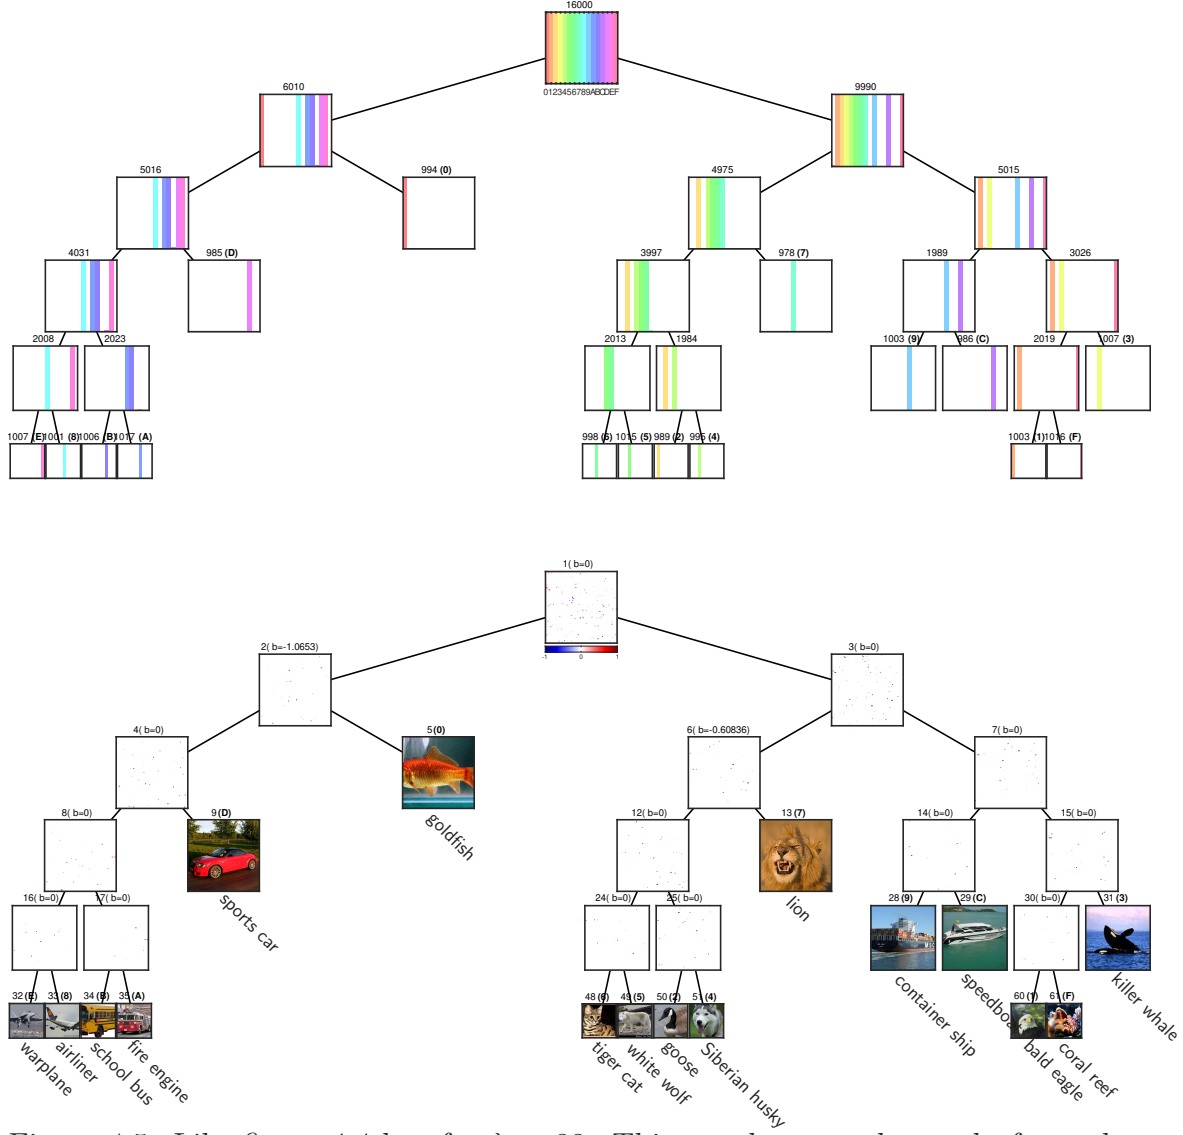 16000
0123456789ABCDEF
6010
9990
5016
994 (0)
4975
5015
4031
985 (D)
3997
978 (7)
1989
3026
2008
2023
2013
1984
1003 (9)
986 (C)
2019
1007 (3)
1007 (E)
1001 (8)
1006 (B)
1017 (A)
998 (6)
1015 (5)
989 (2)
995 (4)
1003 (1)
1016 (F)
1( b=0)
-1 0 1
2( b=-1.0653)
3( b=0)
4( b=0)
5 (0)
6( b=-0.60836)
7( b=0)
goldfish
8( b=0)
9 (D)
12( b=0)
13 (7)
14( b=0)
15( b=0)
sports car
lion
16( b=0)
17( b=0)
24( b=0)
25( b=0)
28 (9)
29 (C)
30( b=0)
31 (3)
container ship
speedboat
killer whale
32 (E)
33 (8)
34 (B)
35 (A)
48 (6)
49 (5)
50 (2)
51 (4)
60 (1)
61 (F)
warplane
airliner
school bus
fire engine
tiger cat
white wolf
goose
Siberian husky
bald eagle
coral reef